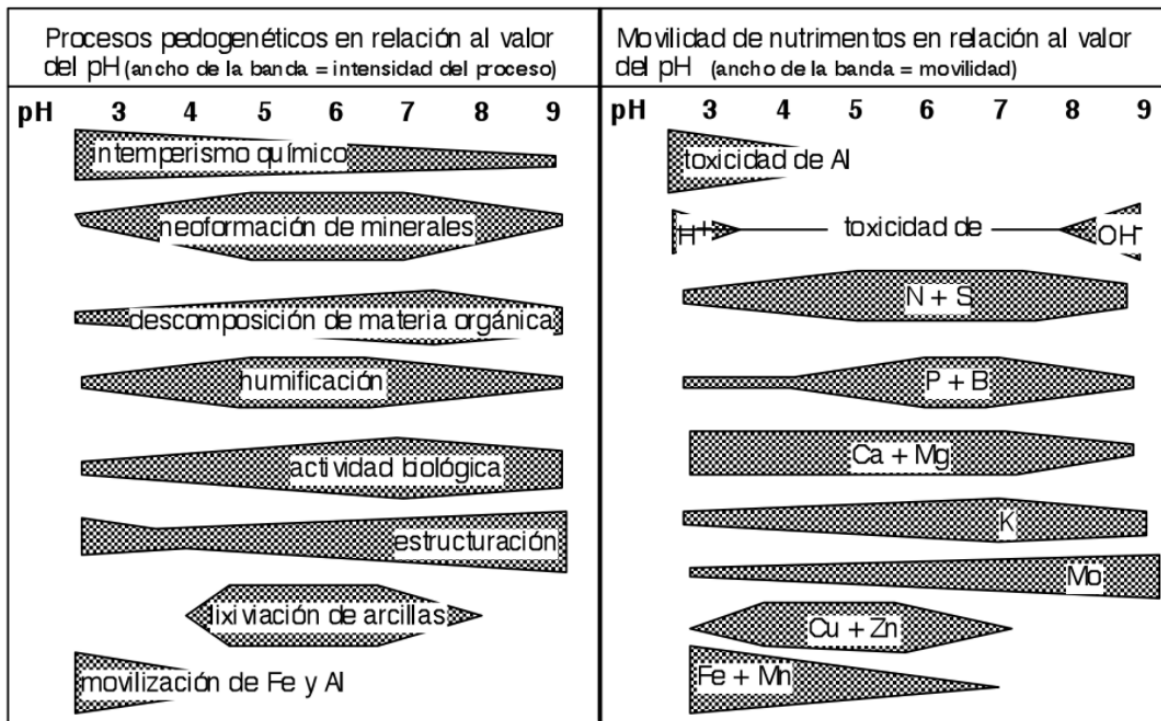 Procesos pedogenéticos en relación al valor
del pH (ancho de la banda = intensidad del proceso)
pH 3 4 5 6 7 8 9
intemperismo químico
neoformación de minerales
descomposición de materia orgánica
humificación
actividad biológica
estructuración
lixiviación de arcillas
movilización de Fe y Al
Movilidad de nutrimentos en relación al valor
del pH (ancho de la banda = movilidad)
pH 3 4 5 6 7 8 9
toxicidad de Al
H+ toxicidad de OH-
N + S
P + B
Ca + Mg
K
Mo
Cu + Zn
Fe + Mn